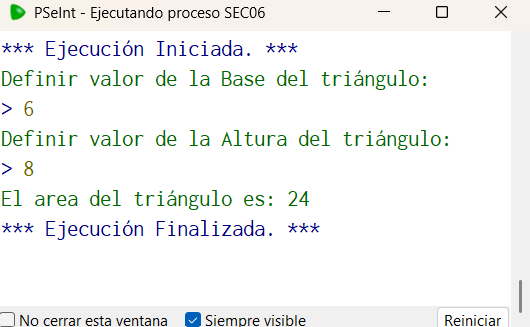 PSeInt - Ejecutando proceso SEC06
*** Ejecución Iniciada. ***
Definir valor de la Base del triángulo:
> 6
Definir valor de la Altura del triángulo:
> 8
El area del triángulo es: 24
*** Ejecución Finalizada. ***
No cerrar esta ventana
Siempre visible
Reiniciar